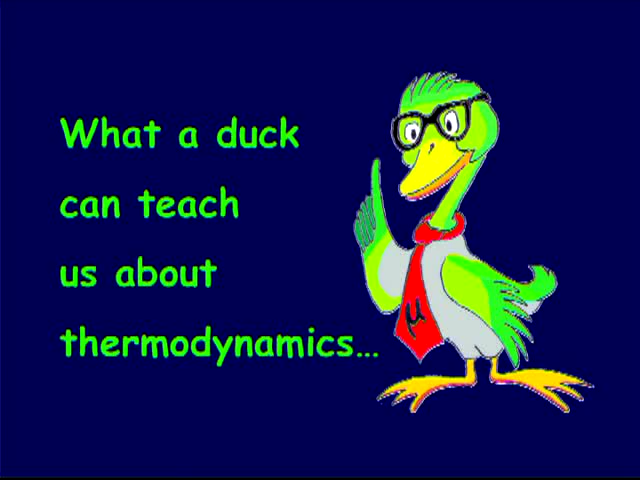 What a duck
can teach
us about
thermodynamics...
μ